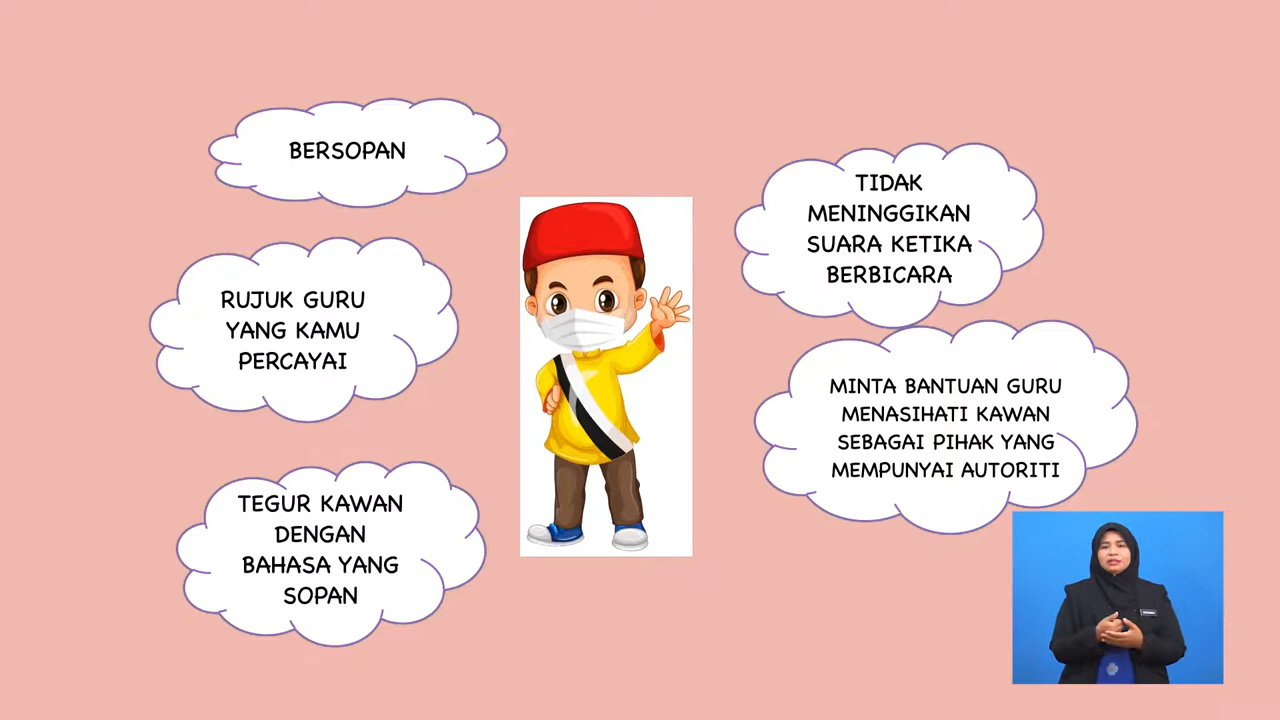 BERSOPAN
RUJUK GURU
YANG KAMU
PERCAYAI
TEGUR KAWAN
DENGAN
BAHASA YANG
SOPAN
TIDAK
MENINGGIKAN
SUARA KETIKA
BERBICARA
MINTA BANTUAN GURU
MENASIHATI KAWAN
SEBAGAI PIHAK YANG
MEMPUNYAI AUTORITI